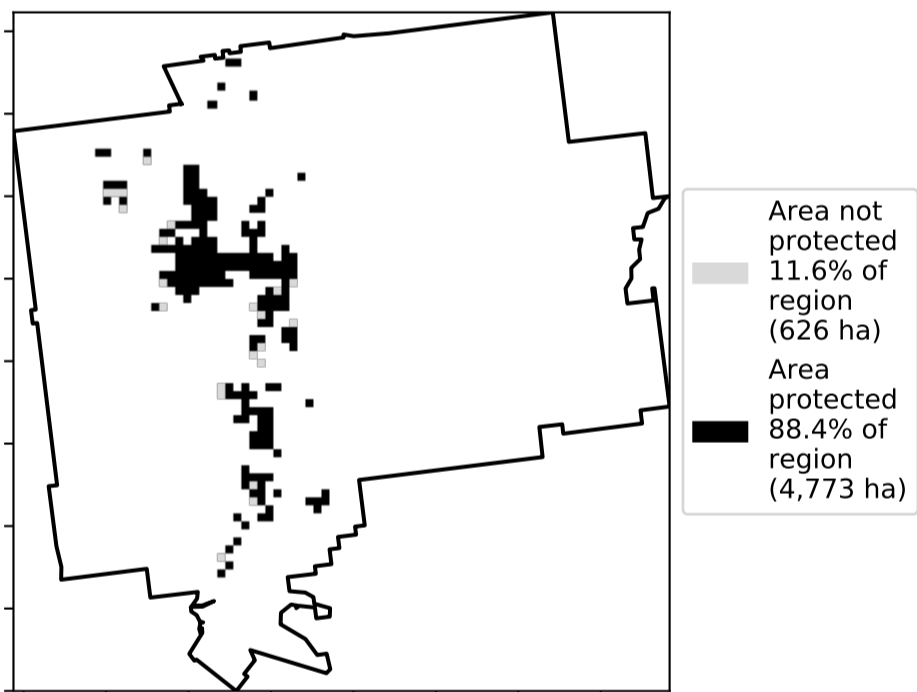 Area not
protected
11.6% of
region
(626 ha)
Area
protected
88.4% of
region
(4,773 ha)